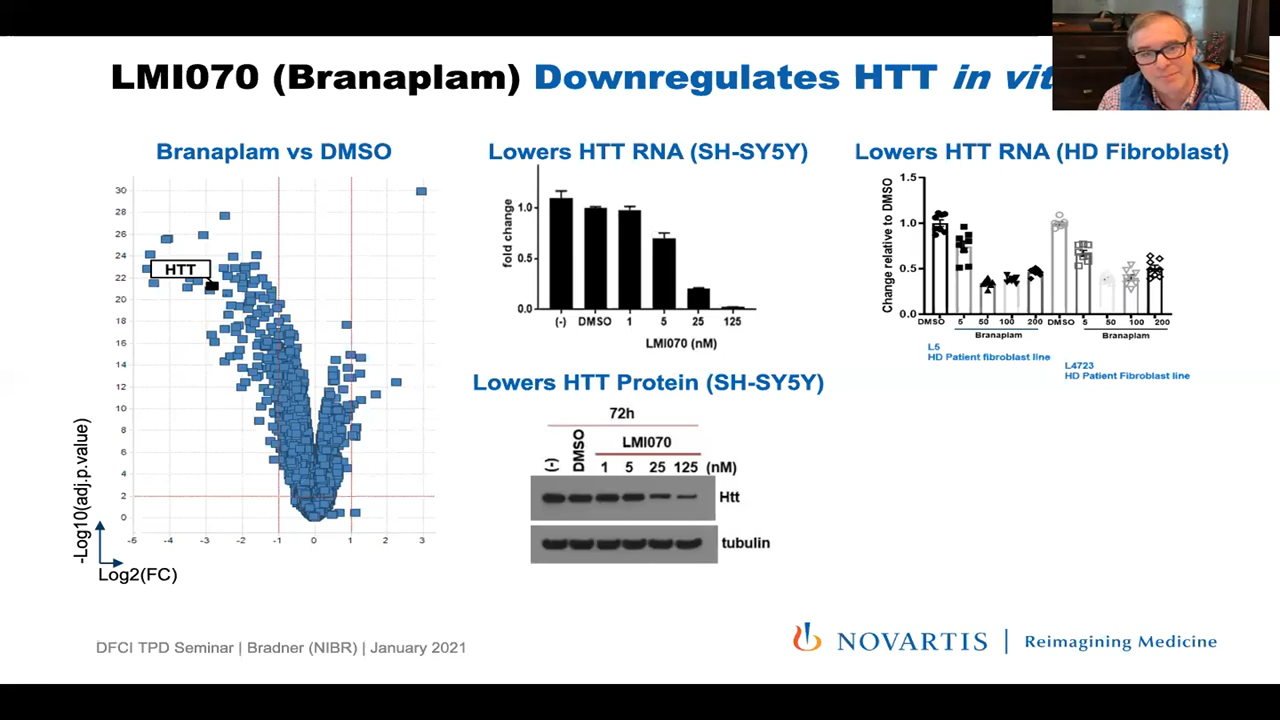 LMI070 (Branaplam) Downregulates HTT in vit
Branaplam vs DMSO
30
28
26
24
22
20
18
16
14
12
10
8
6
4
2
0
HTT
-5 -4 -3 -2 -1 0 1 2 3
-Log10(adj.p.value)
Log2(FC)
Lowers HTT RNA (SH-SY5Y)
fold change
1.0
0.5
0.0
(-) DMSO 1 5 25 125
LMI070 (nM)
Lowers HTT Protein (SH-SY5Y)
72h
(-) DMSO LMI070
1 5 25 125 (nM)
Htt
tubulin
Lowers HTT RNA (HD Fibroblast)
Change relative to DMSO
1.5
1.0
0.5
0.0
DMSO 5 50 100 200 DMSO 5 50 100 200
Branaplam Branaplam
L5
HD Patient fibroblast line
L4723
HD Patient Fibroblast line
DFCI TPD Seminar | Bradner (NIBR) | January 2021
NOVARTIS | Reimagining Medicine